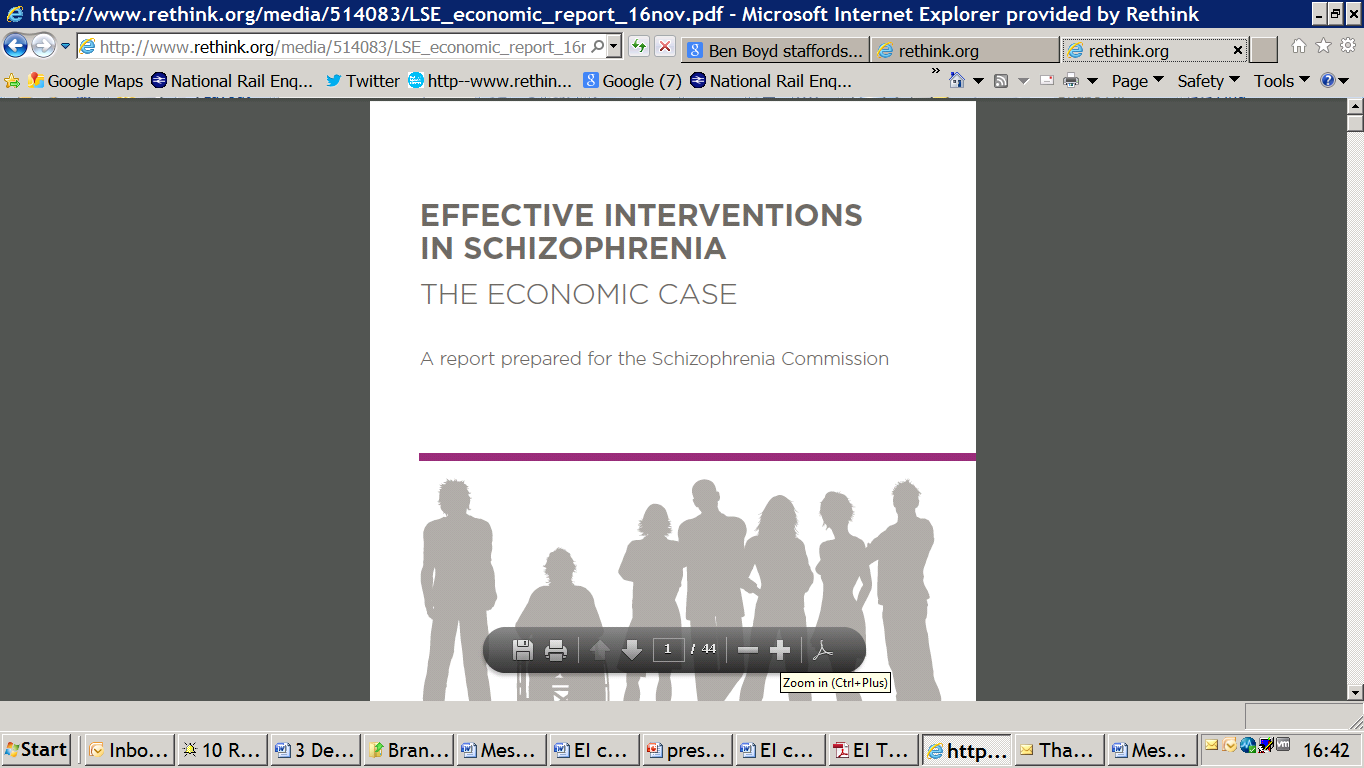 http://www.rethink.org/media/514083/LSE_economic_report_16nov.pdf - Microsoft Internet Explorer provided by Rethink
http://www.rethink.org/media/514083/LSE_economic_report_16r
Ben Boyd staffords... rethink.org rethink.org
Google Maps National Rail Enq... Twitter http--www.rethin... Google (7) National Rail Enq... Page Safety Tools
EFFECTIVE INTERVENTIONS
IN SCHIZOPHRENIA
THE ECONOMIC CASE
A report prepared for the Schizophrenia Commission
1 / 44
Zoom in (Ctrl+Plus)
Start Inbo... 10 R... 3 De... Bran... Mes... EI c... pres... EI c... EI T... http... Tha... Mes... 16:42